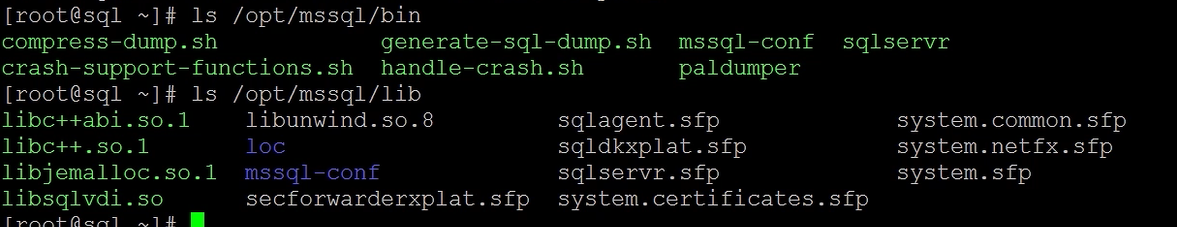 [root@sql ~]# ls /opt/mssql/bin
compress-dump.sh generate-sql-dump.sh mssql-conf sqlservr
crash-support-functions.sh handle-crash.sh paldumper
[root@sql ~]# ls /opt/mssql/lib
libc++abi.so.1 libunwind.so.8 sqlagent.sfp system.common.sfp
libc++.so.1 loc sqldkxplat.sfp system.netfx.sfp
libjemalloc.so.1 mssql-conf sqlservr.sfp system.sfp
libsqlvdi.so secforwarderxplat.sfp system.certificates.sfp
[root@sql ~]#